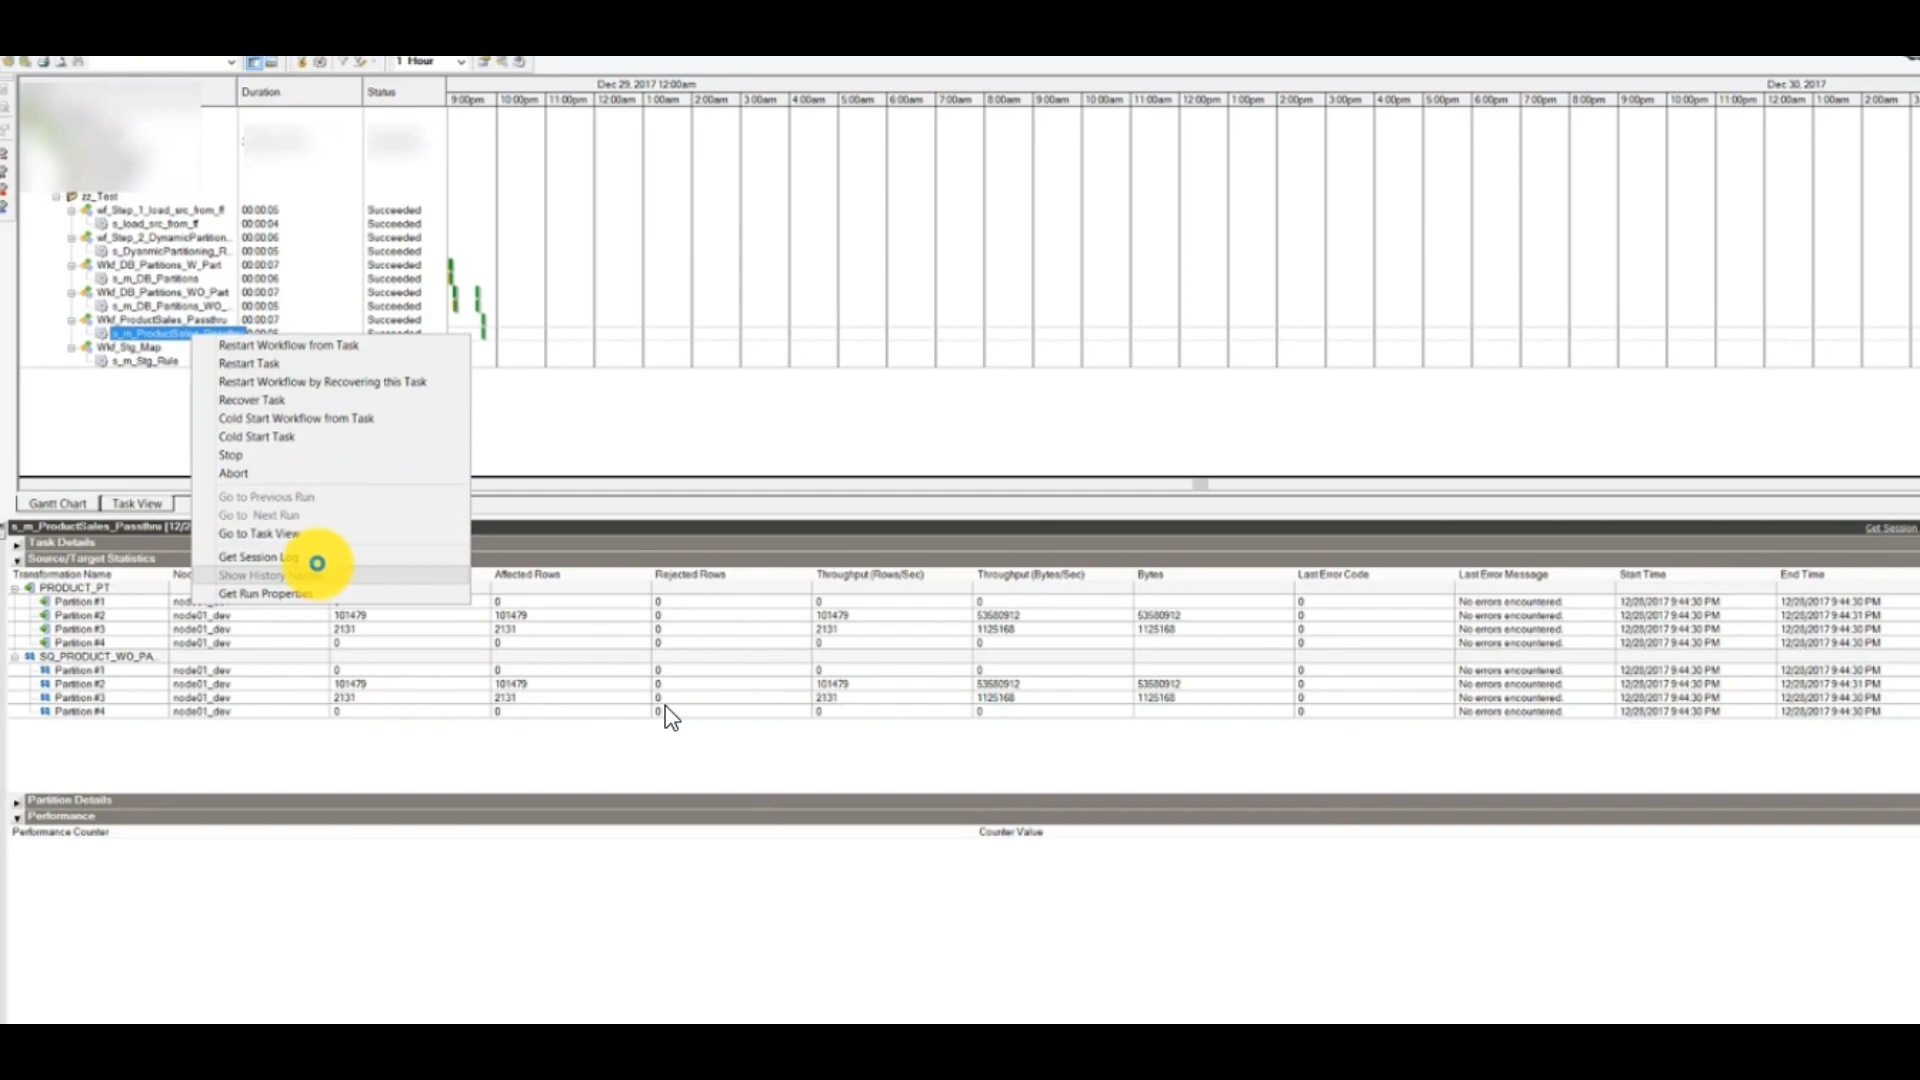 1 Hour
Duration Status Dec 29, 2017 12:00am Dec 30, 2017
9:00pm 10:00pm 11:00pm 12:00am 1:00am 2:00am 3:00am 4:00am 5:00am 6:00am 7:00am 8:00am 9:00am 10:00am 11:00am 12:00pm 1:00pm 2:00pm 3:00pm 4:00pm 5:00pm 6:00pm 7:00pm 8:00pm 9:00pm 10:00pm 11:00pm 12:00am 1:00am 2:00am
zz_Test
wf_Step_1_load_src_from_ff 00:00:05 Succeeded
s_load_src_from_ff 00:00:04 Succeeded
wf_Step_2_DynamicPartition... 00:00:06 Succeeded
s_DyanmicPartitioning_R... 00:00:05 Succeeded
Wkf_DB_Partitions_W_Part 00:00:07 Succeeded
s_m_DB_Partitions 00:00:06 Succeeded
Wkf_DB_Partitions_WO_Part 00:00:07 Succeeded
s_m_DB_Partitions_WO_... 00:00:05 Succeeded
Wkf_ProductSales_Passthru 00:00:07 Succeeded
s_m_ProductSales_Passthru
Wkf_Stg_Map
s_m_Stg_Rule
Restart Workflow from Task
Restart Task
Restart Workflow by Recovering this Task
Recover Task
Cold Start Workflow from Task
Cold Start Task
Stop
Abort
Go to Previous Run
Go to Next Run
Go to Task View
Get Session Log
Show History
Get Run Properties
Gantt Chart Task View
s_m_ProductSales_Passthru [12/2 Get Session
Task Details
Source/Target Statistics
Transformation Name Affected Rows Rejected Rows Throughput (Rows/Sec) Throughput (Bytes/Sec) Bytes Last Error Code Last Error Message Start Time End Time
PRODUCT_PT
Partition #1 0 0 0 0 0 0 No errors encountered. 12/28/2017 9:44:30 PM 12/28/2017 9:44:30 PM
Partition #2 node01_dev 101479 101479 0 101479 53580912 53580912 0 No errors encountered. 12/28/2017 9:44:30 PM 12/28/2017 9:44:31 PM
Partition #3 node01_dev 2131 2131 0 2131 1125168 1125168 0 No errors encountered. 12/28/2017 9:44:30 PM 12/28/2017 9:44:31 PM
Partition #4 node01_dev 0 0 0 0 0 0 No errors encountered. 12/28/2017 9:44:30 PM 12/28/2017 9:44:30 PM
SQ_PRODUCT_WO_PA...
Partition #1 node01_dev 0 0 0 0 0 0 No errors encountered. 12/28/2017 9:44:30 PM 12/28/2017 9:44:30 PM
Partition #2 node01_dev 101479 101479 0 101479 53580912 53580912 0 No errors encountered. 12/28/2017 9:44:30 PM 12/28/2017 9:44:31 PM
Partition #3 node01_dev 2131 2131 0 2131 1125168 1125168 0 No errors encountered. 12/28/2017 9:44:30 PM 12/28/2017 9:44:31 PM
Partition #4 node01_dev 0 0 0 0 0 0 No errors encountered. 12/28/2017 9:44:30 PM 12/28/2017 9:44:30 PM
Partition Details
Performance
Performance Counter Counter Value